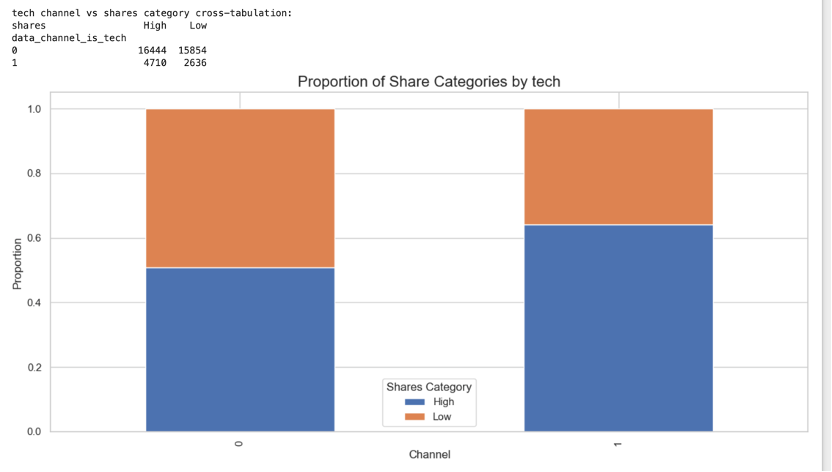 tech channel vs shares category cross-tabulation:
shares High Low
data_channel_is_tech
0 16444 15854
1 4710 2636
Proportion of Share Categories by tech
1.0
0.8
0.6
0.4
0.2
0.0
Proportion
Shares Category
High
Low
0
1
Channel